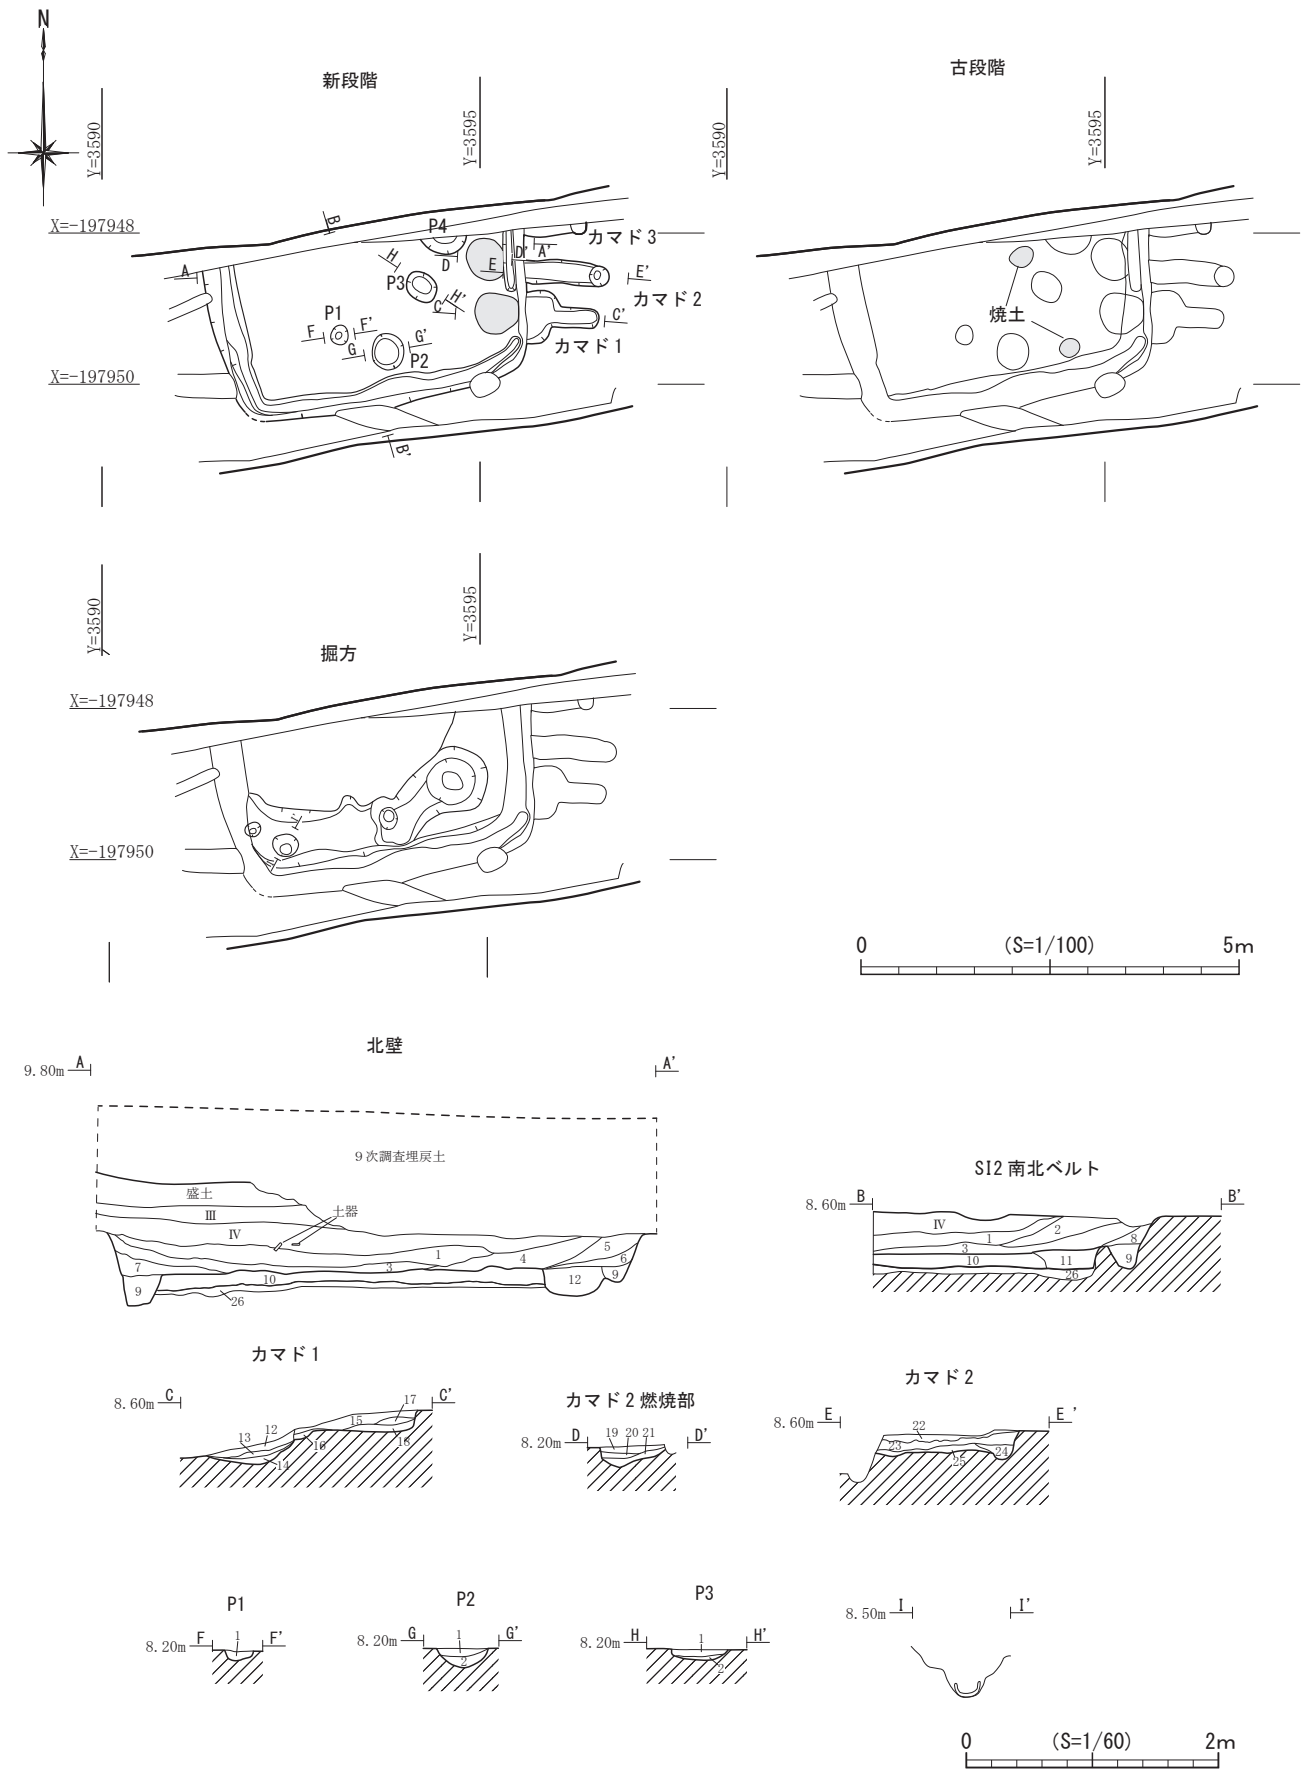 N
新段階
古段階
Y=3590
Y=3595
Y=3590
Y=3595
X=-197948
X=-197950
A
B
P4
カマド3
D
D'
A'
H
E
E'
P3
H'
C
カマド2
P1
F
F'
C'
G
G'
P2
カマド1
B'
焼土
Y=3590
Y=3595
掘方
X=-197948
X=-197950
I
I'
0 (S=1/100) 5m
北壁
9.80m A A'
9次調査埋戻土
盛土
Ⅲ
土器
Ⅳ
1
5
4
6
7
3
10
9
12
9
26
SI2 南北ベルト
8.60m B B'
Ⅳ
2
1
8
3
10
11
9
26
カマド1
8.60m C C'
17
15
12
13
16
18
14
カマド2 燃焼部
8.20m D D'
19 20 21
カマド2
8.60m E E'
22
23
24
25
P1
8.20m F F'
1
P2
8.20m G G'
1
2
P3
8.20m H H'
1
2
8.50m I I'
0 (S=1/60) 2m